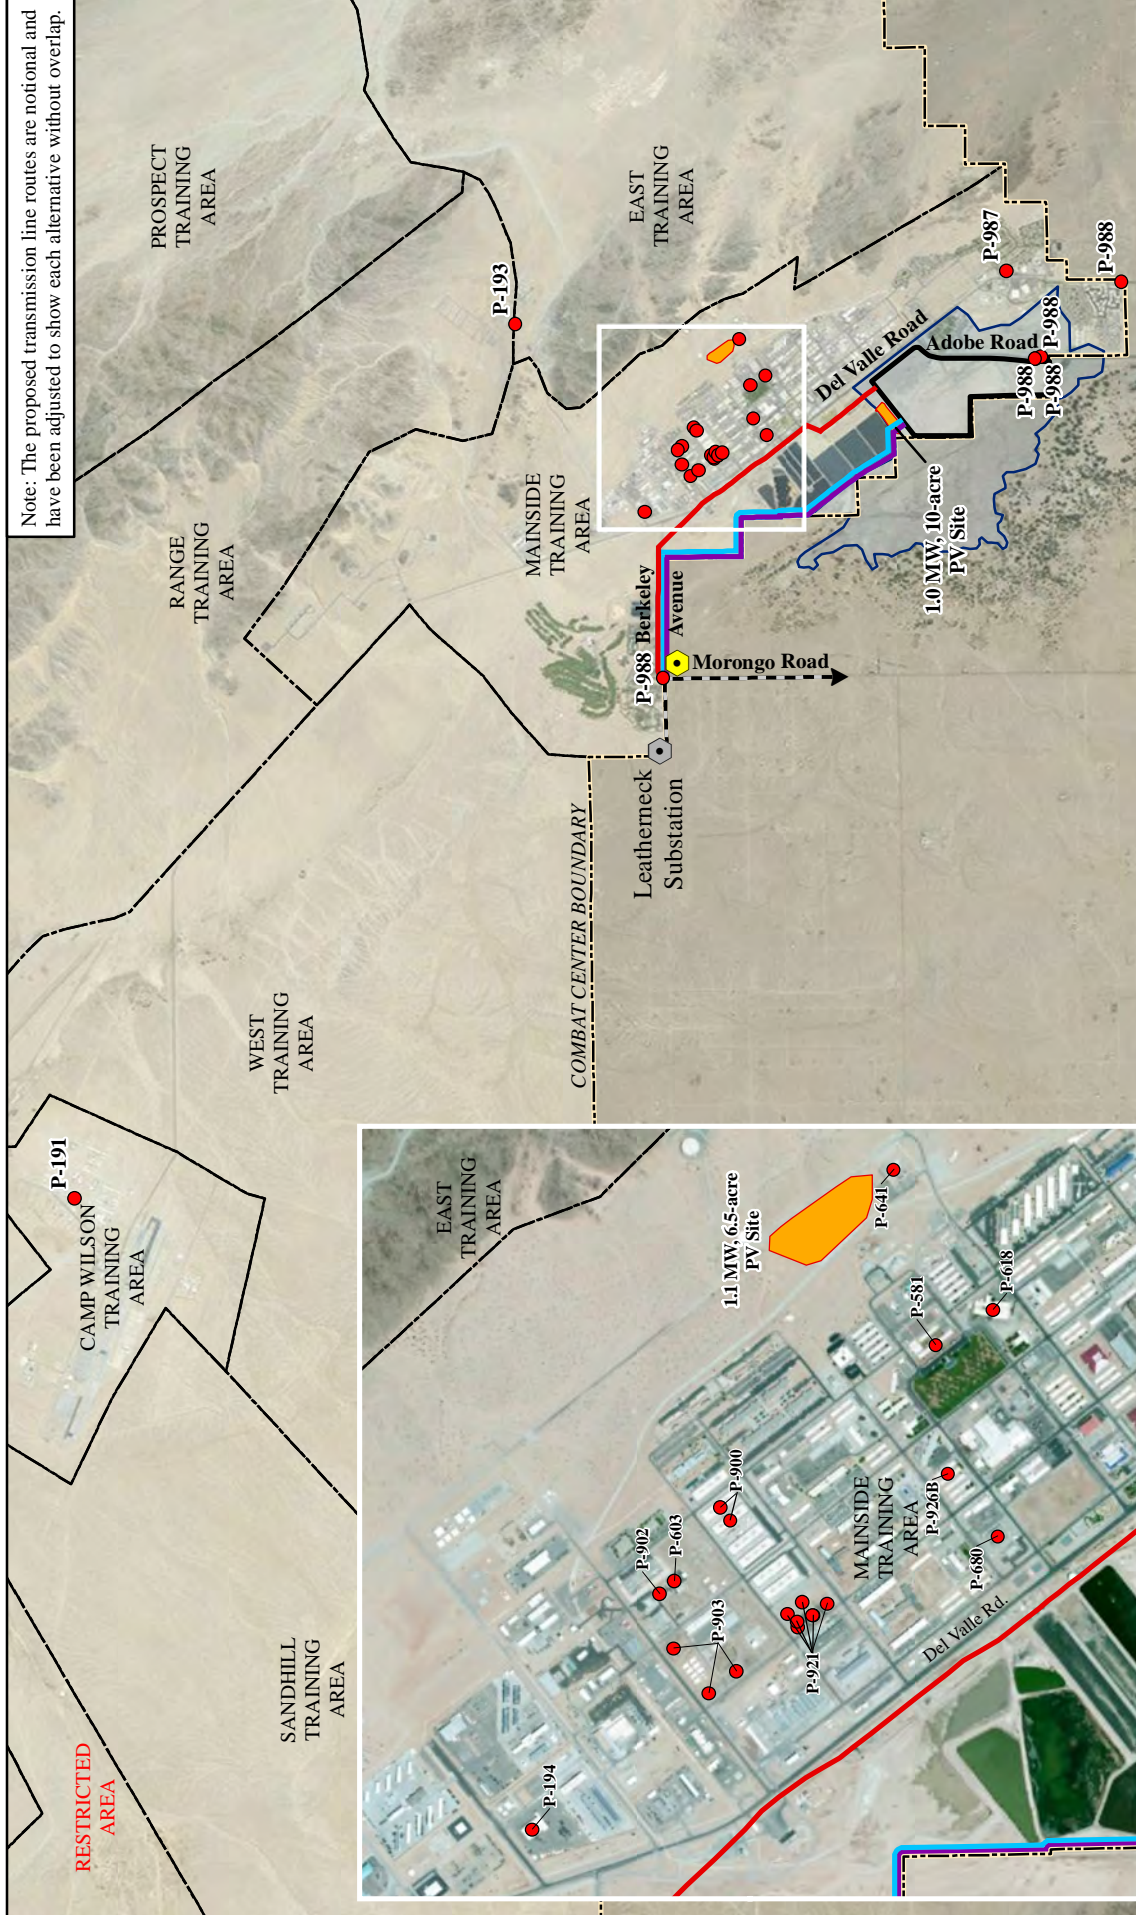 Note: The proposed transmission line routes are notional and
have been adjusted to show each alternative without overlap.
PROSPECT
TRAINING
AREA
RANGE
TRAINING
AREA
EAST
TRAINING
AREA
MAINSIDE
TRAINING
AREA
WEST
TRAINING
AREA
CAMP WILSON
TRAINING
AREA
SANDHILL
TRAINING
AREA
RESTRICTED
AREA
COMBAT CENTER BOUNDARY
P-191
P-193
P-987
P-988
P-988
P-988
P-988
P-988
Adobe Road
Del Valle Road
Berkeley
Avenue
Morongo Road
Leatherneck
Substation
1.0 MW, 10-acre
PV Site
EAST
TRAINING
AREA
1.1 MW, 6.5-acre
PV Site
P-641
P-618
P-581
P-900
P-926B
MAINSIDE
TRAINING
AREA
P-680
P-902
P-603
P-903
P-921
P-194
Del Valle Rd.